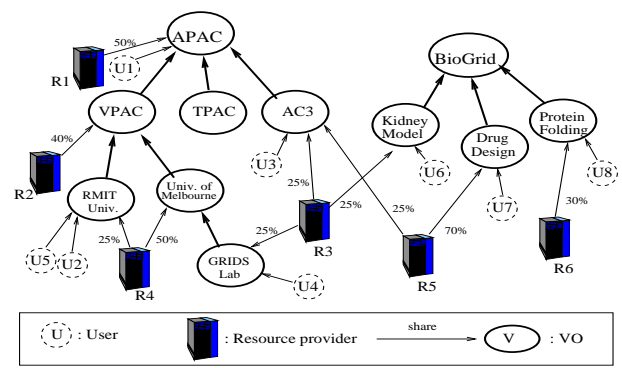 APAC
50%
U1
R1
BioGrid
VPAC
TPAC
AC3
Kidney
Model
Drug
Design
Protein
Folding
40%
R2
U3
U6
U8
RMIT
Univ.
Univ. of
Melbourne
25%
25%
25%
U7
U5
U2
25%
50%
25%
70%
30%
R3
GRIDS
Lab
U4
R4
R5
R6
U : User
: Resource provider
share
V : VO